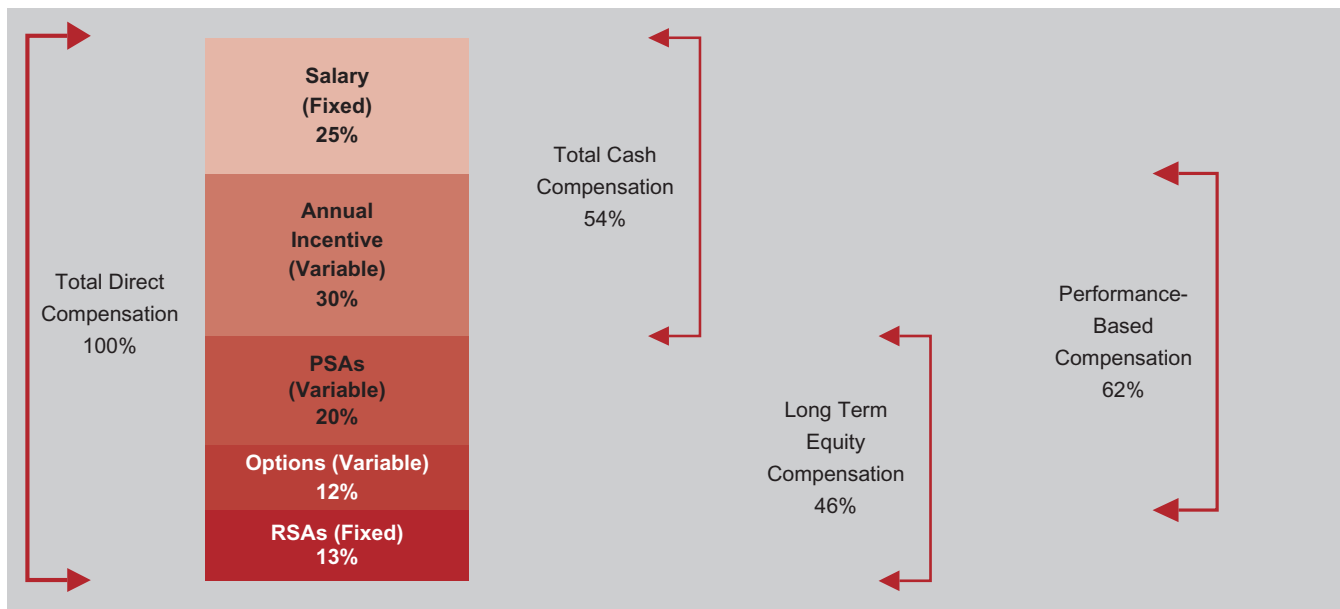 Total Direct
Compensation
100%
Salary
(Fixed)
25%
Annual
Incentive
(Variable)
30%
PSAs
(Variable)
20%
Options (Variable)
12%
RSAs (Fixed)
13%
Total Cash
Compensation
54%
Long Term
Equity
Compensation
46%
Performance-
Based
Compensation
62%